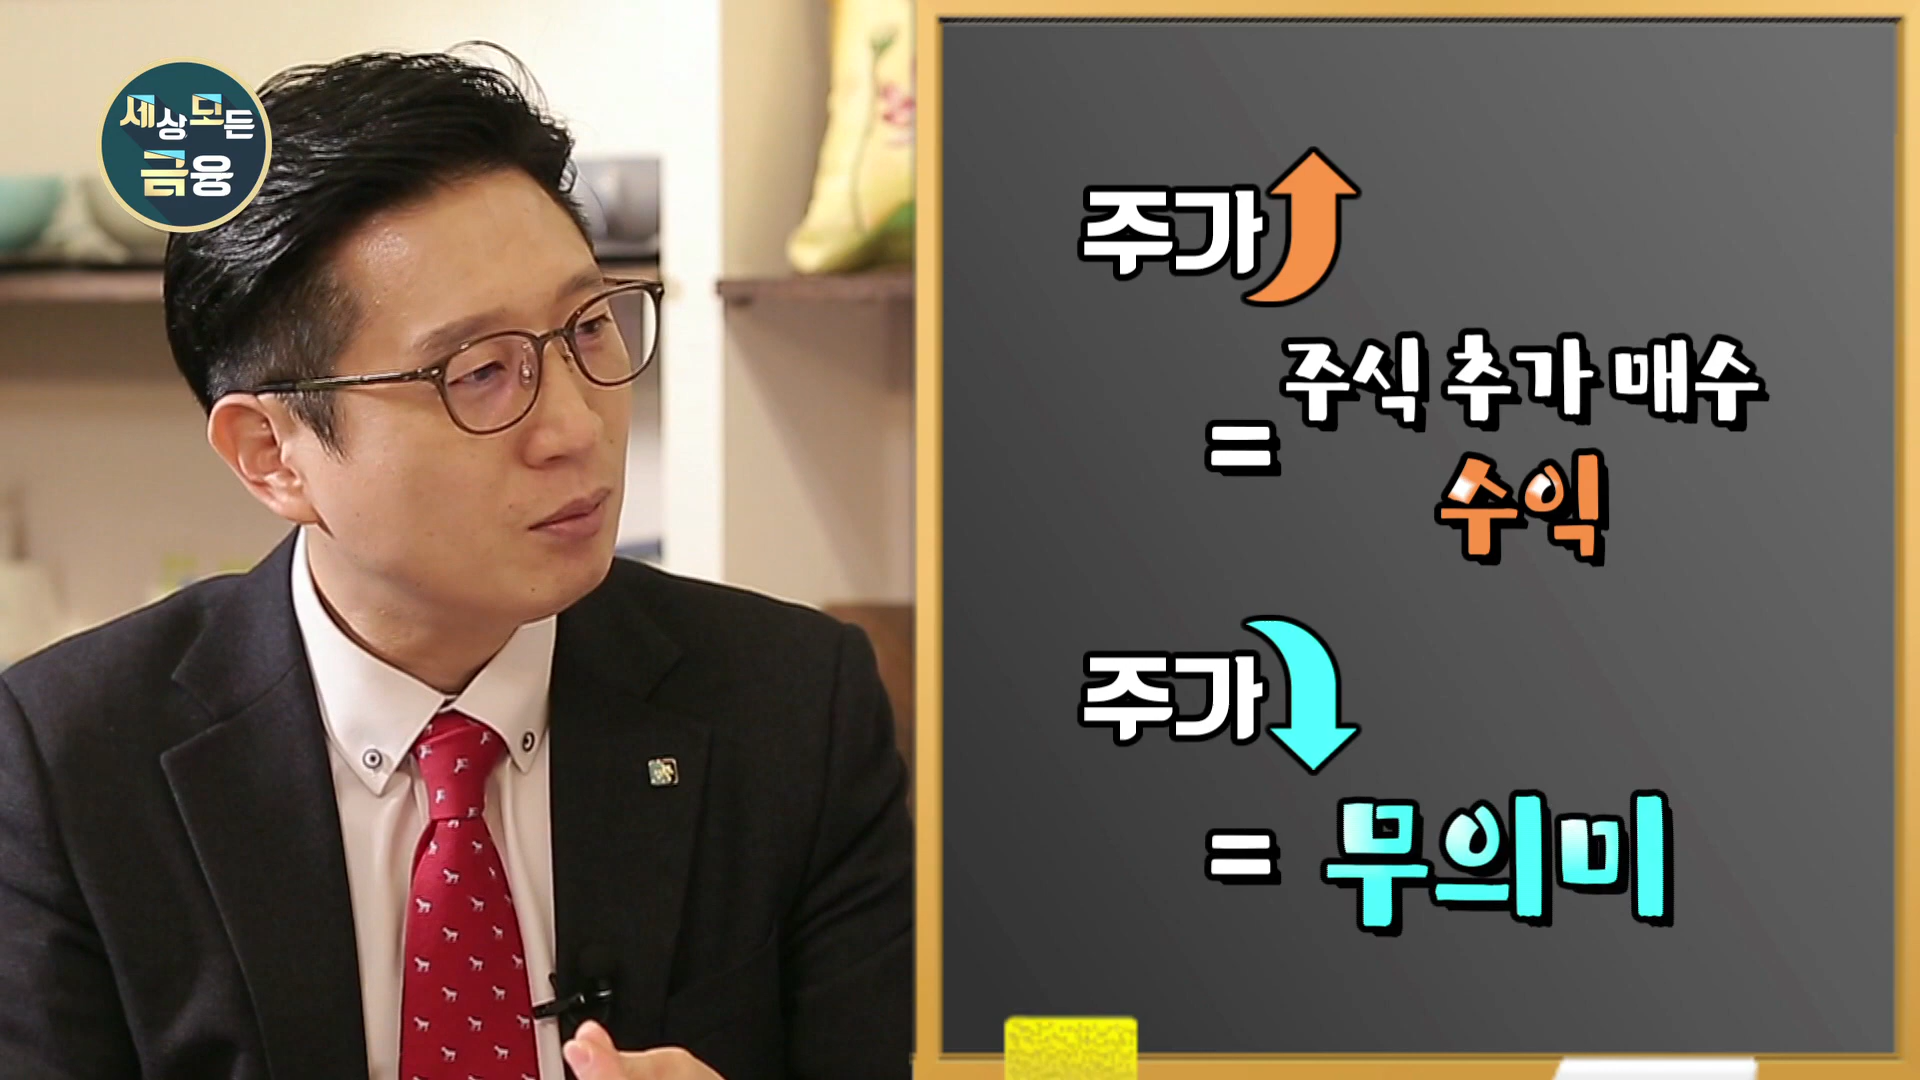 세상모든
금융
주가
= 주식 추가 매수
수익
주가
= 무의미